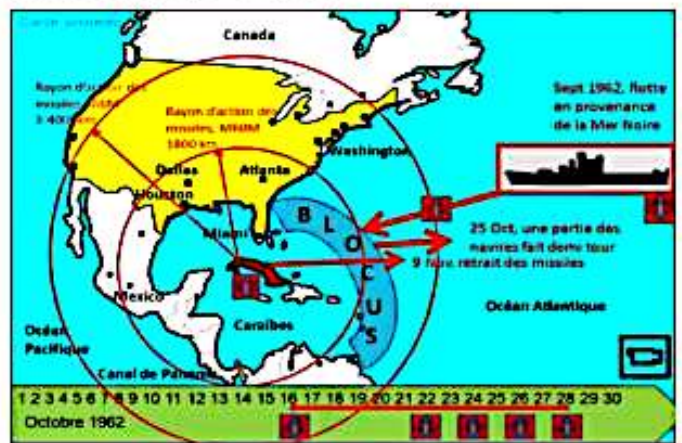 Carte
Canada
Rayon d'action des
missiles,
3 400 km
Rayon d'action des
missiles, MNIM
1800 km
Sept 1962, flotte
en provenance
de la Mer Noire
Washington
Dallas
Atlanta
Houston
Miami
B
L
O
C
U
S
25 Oct, une partie des
navires fait demi tour
9 Nov, retrait des missiles
Mexico
Océan Atlantique
Océan
Pacifique
Caraïbes
Canal de
1 2 3 4 5 6 7 8 9 10 11 12 13 14 15 16 17 18 19 20 21 22 23 24 25 26 27 28 29 30
Octobre 1962